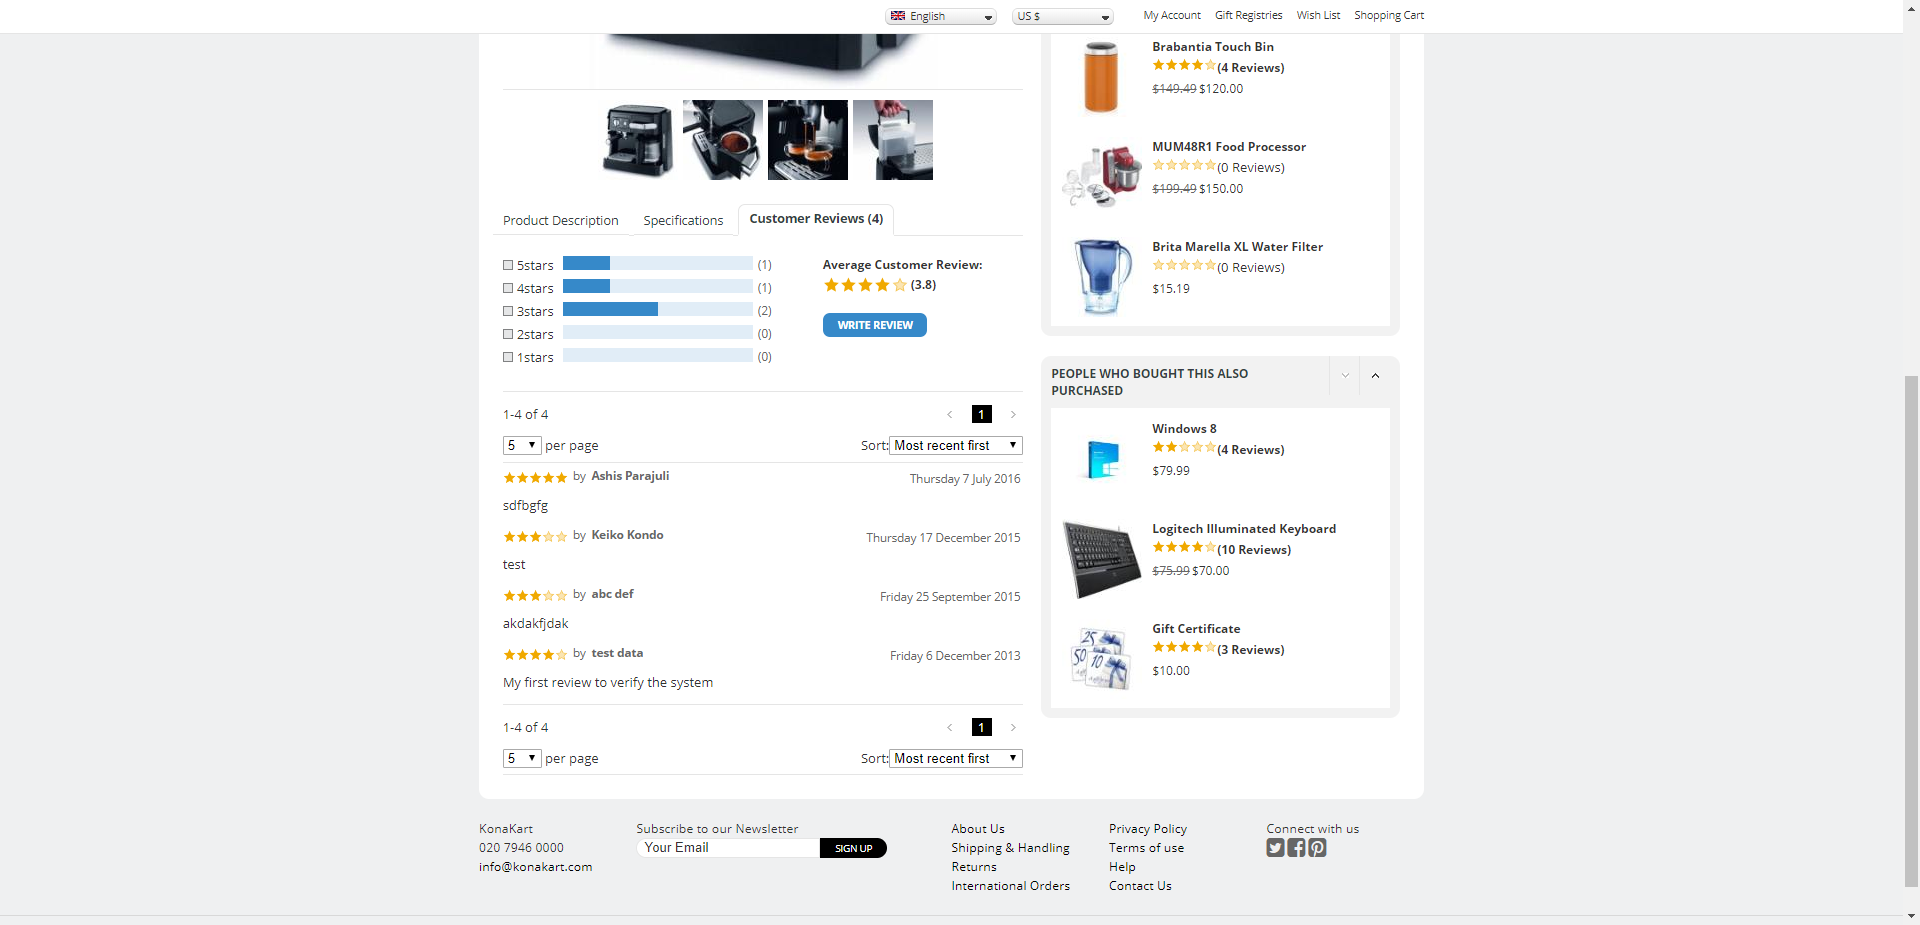 English
US $
My Account
Gift Registries
Wish List
Shopping Cart
Product Description
Specifications
Customer Reviews (4)
5stars (1)
4stars (1)
3stars (2)
2stars (0)
1stars (0)
Average Customer Review:
(3.8)
WRITE REVIEW
1-4 of 4
< 1 >
5 per page
Sort: Most recent first
by Ashis Parajuli
Thursday 7 July 2016
sdfbgfg
by Keiko Kondo
Thursday 17 December 2015
test
by abc def
Friday 25 September 2015
akdakfjdak
by test data
Friday 6 December 2013
My first review to verify the system
1-4 of 4
< 1 >
5 per page
Sort: Most recent first
Brabantia Touch Bin
(4 Reviews)
$149.49 $120.00
MUM48R1 Food Processor
(0 Reviews)
$199.49 $150.00
Brita Marella XL Water Filter
(0 Reviews)
$15.19
PEOPLE WHO BOUGHT THIS ALSO
PURCHASED
Windows 8
(4 Reviews)
$79.99
Logitech Illuminated Keyboard
(10 Reviews)
$75.99 $70.00
25
50
10
Gift Certificate
(3 Reviews)
$10.00
KonaKart
020 7946 0000
info@konakart.com
Subscribe to our Newsletter
Your Email
SIGN UP
About Us
Shipping & Handling
Returns
International Orders
Privacy Policy
Terms of use
Help
Contact Us
Connect with us